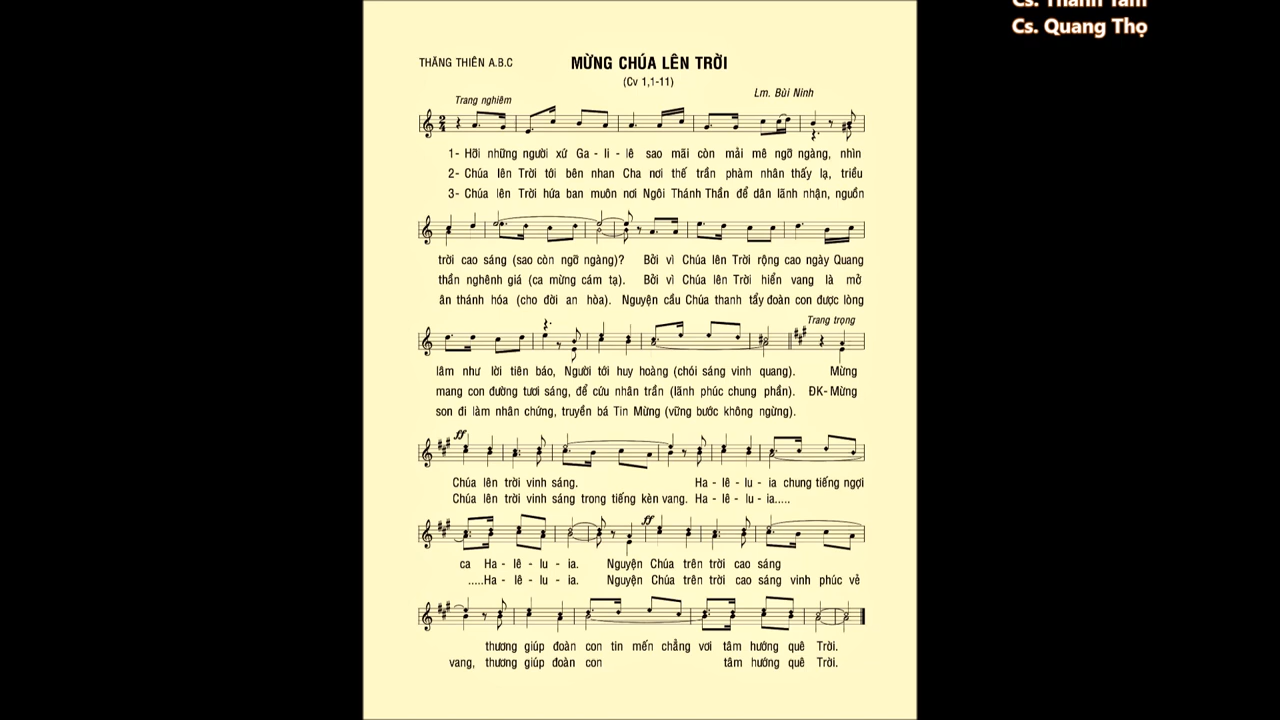 Cs. Thanh Tâm
Cs. Quang Thọ
THĂNG THIÊN A.B.C
MỪNG CHÚA LÊN TRỜI
(Cv 1,1-11)
Lm. Bùi Ninh
Trang nghiêm
1- Hỡi những người xứ Ga - li - lê sao mãi còn mải mê ngỡ ngàng, nhìn
2- Chúa lên Trời tới bên nhan Cha nơi thế trần phàm nhân thấy lạ, triều
3- Chúa lên Trời hứa ban muôn nơi Ngôi Thánh Thần để dân lãnh nhận, nguồn
trời cao sáng (sao còn ngỡ ngàng)? Bởi vì Chúa lên Trời rộng cao ngày Quang
thần nghênh giá (ca mừng cám tạ). Bởi vì Chúa lên Trời hiển vang là mở
ân thánh hóa (cho đời an hòa). Nguyện cầu Chúa thanh tẩy đoàn con được lòng
Trang trọng
lâm như lời tiên báo, Người tới huy hoàng (chói sáng vinh quang). Mừng
mang con đường tươi sáng, để cứu nhân trần (lãnh phúc chung phần). ĐK- Mừng
son đi làm nhân chứng, truyền bá Tin Mừng (vững bước không ngừng).
ff
Chúa lên trời vinh sáng. Ha - lê - lu - ia chung tiếng ngợi
Chúa lên trời vinh sáng trong tiếng kèn vang. Ha - lê - lu - ia.....
ff
ca Ha - lê - lu - ia. Nguyện Chúa trên trời cao sáng
.....Ha - lê - lu - ia. Nguyện Chúa trên trời cao sáng vinh phúc vẻ
thương giúp đoàn con tin mến chẳng vơi tâm hướng quê Trời.
vang, thương giúp đoàn con tâm hướng quê Trời.